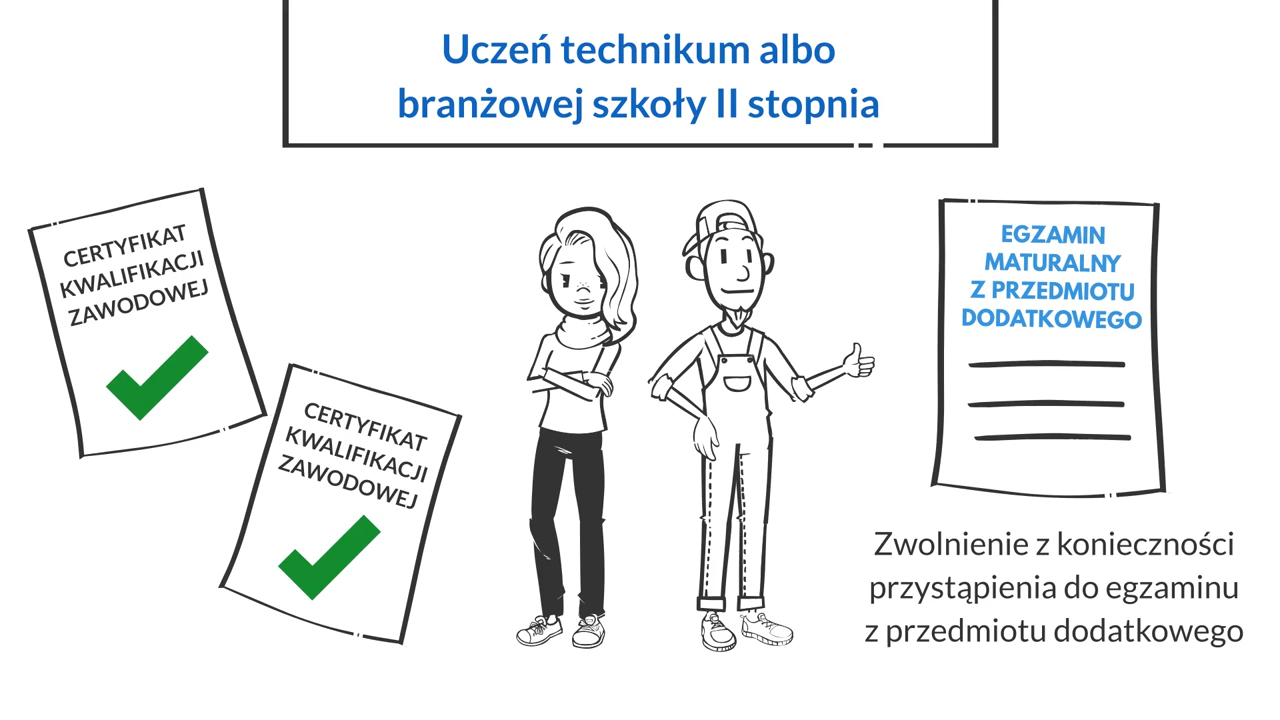 Uczeń technikum albo
branżowej szkoły II stopnia
CERTYFIKAT
KWALIFIKACJI
ZAWODOWEJ
CERTYFIKAT
KWALIFIKACJI
ZAWODOWEJ
EGZAMIN
MATURALNY
Z PRZEDMIOTU
DODATKOWEGO
Zwolnienie z konieczności
przystąpienia do egzaminu
z przedmiotu dodatkowego